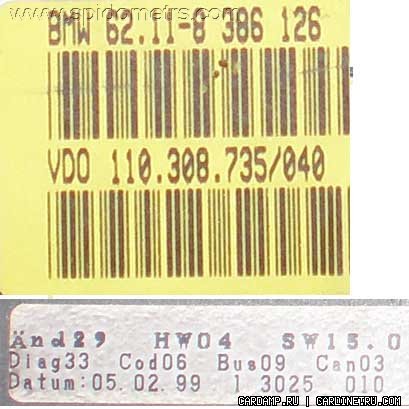 www.spidometrs.com
BMW 62.11-8 386 126
VDO 110.308.735/040
Änd29 HW04 SW15.0
Diag33 Cod06 Bus09 Can03
Datum:05.02.99 1 3025 010
CARDAMP.RU | CARDINETRU.COM